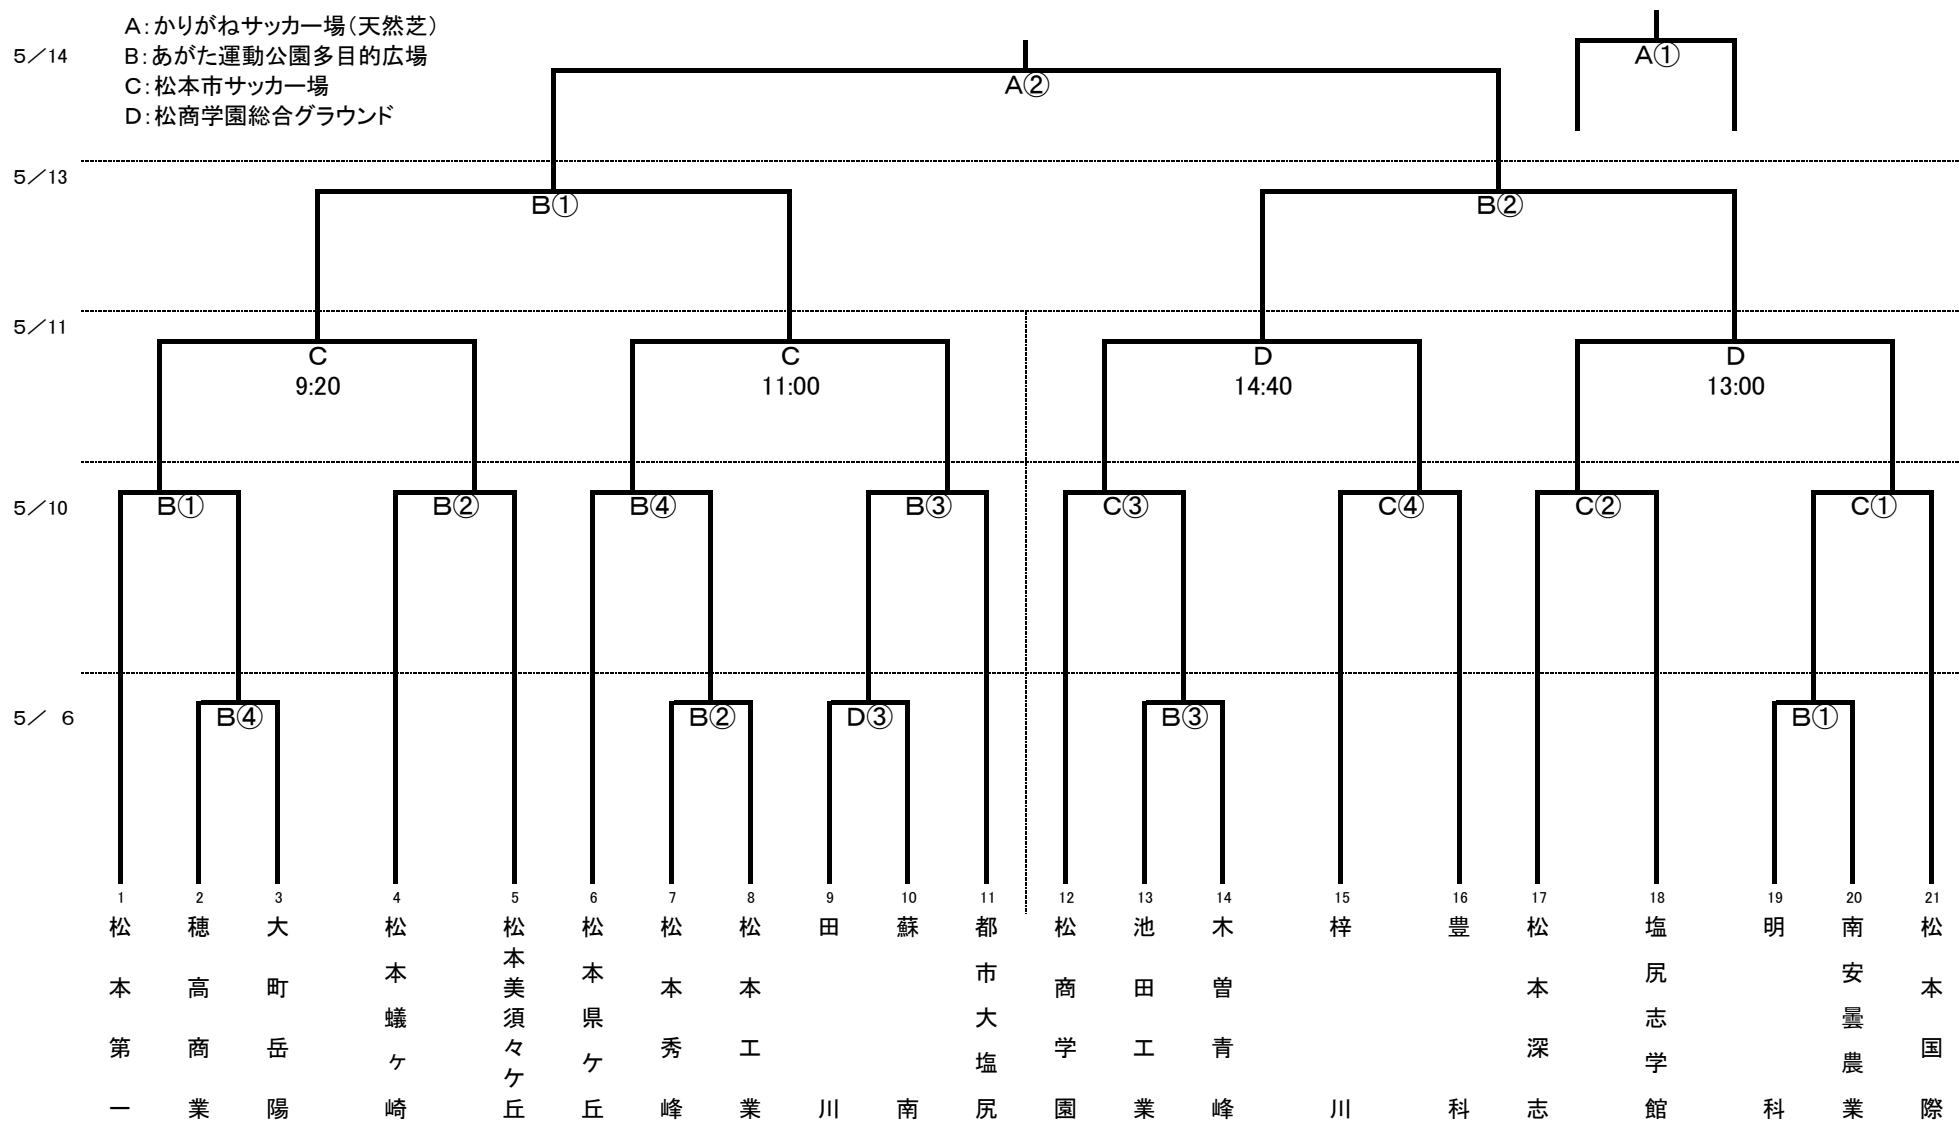 A：かりがねサッカー場（天然芝）
5／14
B：あがた運動公園多目的広場
C：松本市サッカー場
D：松商学園総合グラウンド
A①
A②
5／13
B①
B②
5／11
C
9:20
C
11:00
D
14:40
D
13:00
5／10
B①
B②
B④
B③
C③
C④
C②
C①
5／ 6
B④
B②
D③
B③
B①
1
松本第一
2
穂高商業
3
大町岳陽
4
松本蟻ヶ崎
5
松本美須々ケ丘
6
松本県ケ丘
7
松本秀峰
8
松本工業
9
田川
10
蘇南
11
都市大塩尻
12
松商学園
13
池田工業
14
木曽青峰
15
梓川
16
豊科
17
松本深志
18
塩尻志学館
19
明科
20
南安曇農業
21
松本国際